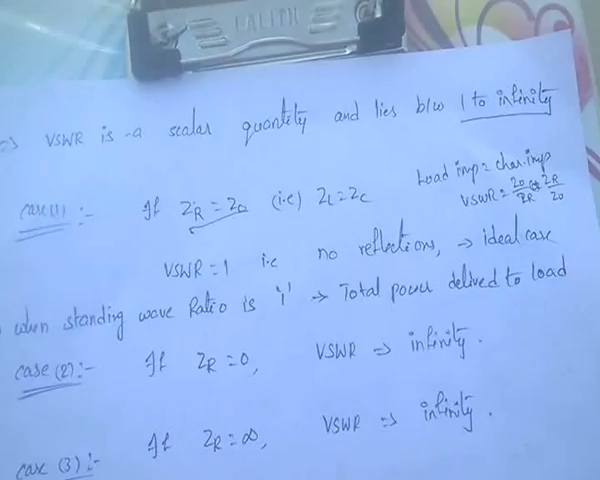 LALITH
=> VSWR is a scalar quantity and lies b/w 1 to infinity
Load imp = char.imp
case(1) :- If ZR = Z0 (i.e) ZL = ZC
VSWR = Z0/ZR or ZR/Z0
VSWR = 1 i.e no reflections, → ideal case
when standing wave Ratio is '1' → Total power delived to load
case (2):- If ZR = 0, VSWR => infinity.
case (3) :- If ZR = ∞, VSWR => infinity.